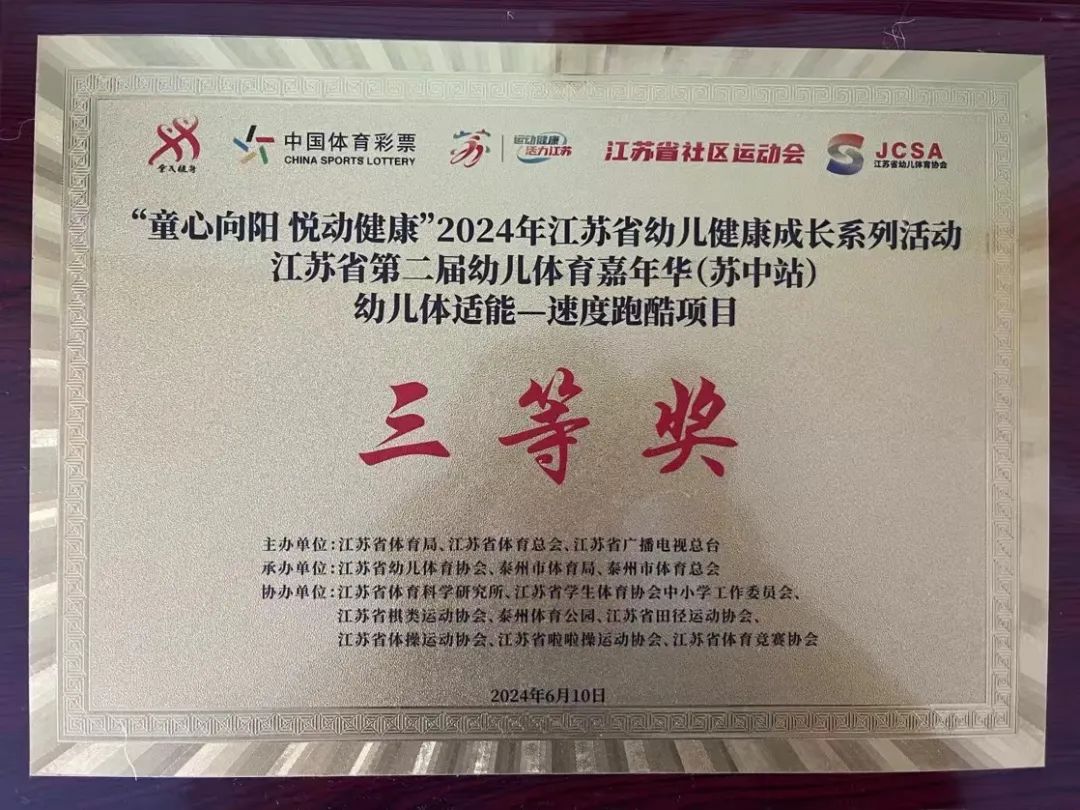 全民健身
中国体育彩票
CHINA SPORTS LOTTERY
苏
运动健康
活力江苏
江苏省社区运动会
JCSA
江苏省幼儿体育协会
“童心向阳 悦动健康”2024年江苏省幼儿健康成长系列活动
江苏省第二届幼儿体育嘉年华(苏中站)
幼儿体适能—速度跑酷项目
三等奖
主办单位:江苏省体育局、江苏省体育总会、江苏省广播电视总台
承办单位:江苏省幼儿体育协会、泰州市体育局、泰州市体育总会
协办单位:江苏省体育科学研究所、江苏省学生体育协会中小学工作委员会、
江苏省棋类运动协会、泰州体育公园、江苏省田径运动协会、
江苏省体操运动协会、江苏省啦啦操运动协会、江苏省体育竞赛协会
2024年6月10日